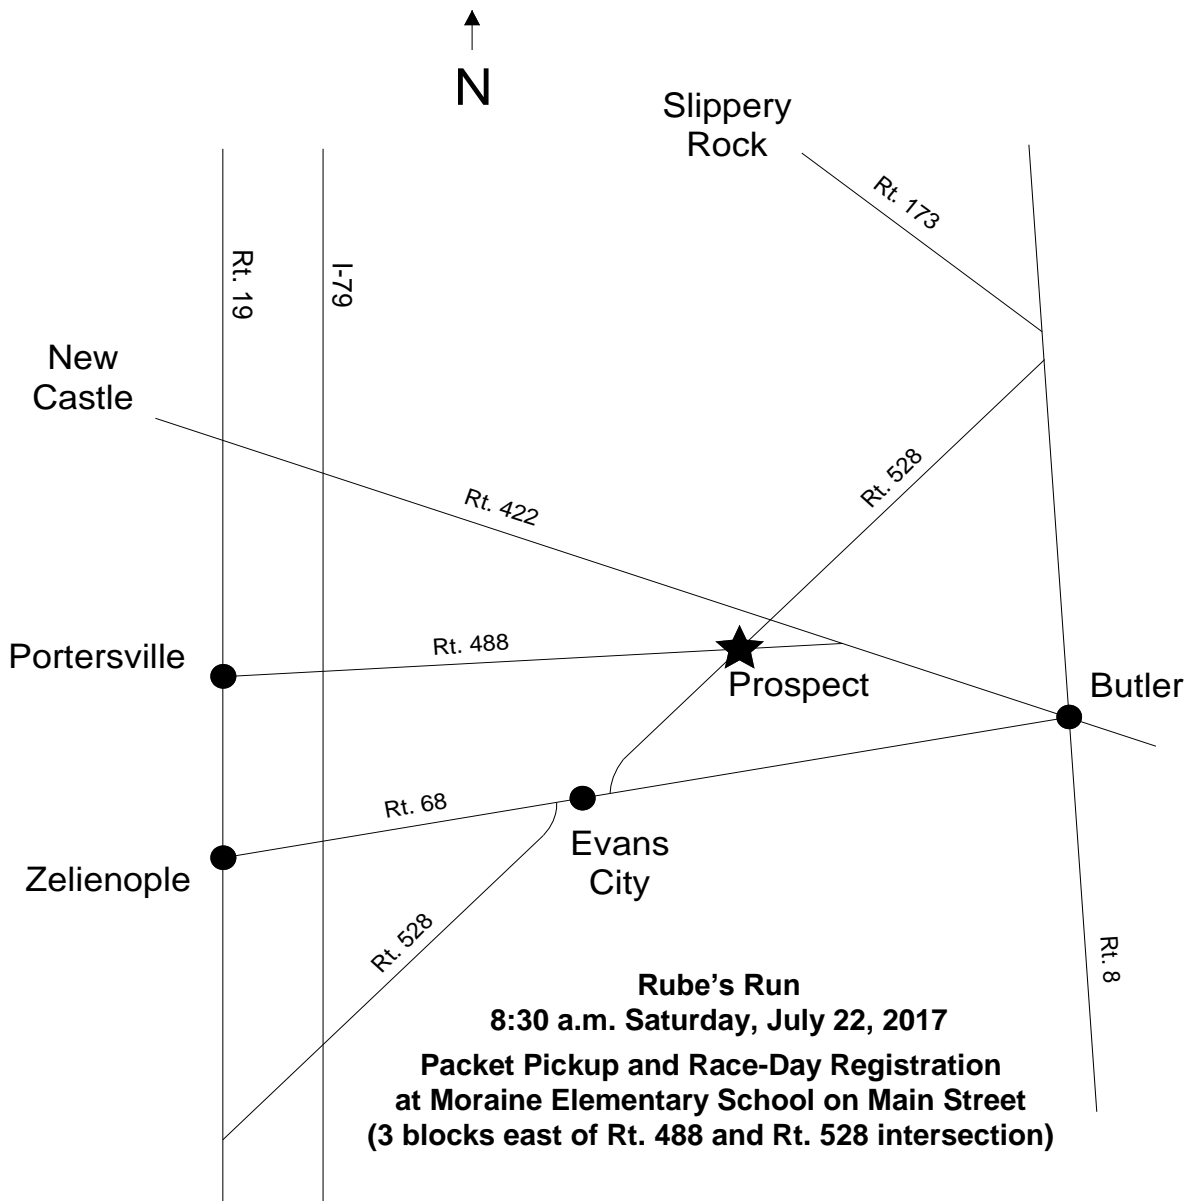 N
Slippery
Rock
Rt. 173
Rt. 19
I-79
New
Castle
Rt. 422
Rt. 528
Portersville
Rt. 488
Prospect
Butler
Rt. 68
Evans
City
Zelienople
Rt. 528
Rt. 8
Rube's Run
8:30 a.m. Saturday, July 22, 2017
Packet Pickup and Race-Day Registration
at Moraine Elementary School on Main Street
(3 blocks east of Rt. 488 and Rt. 528 intersection)